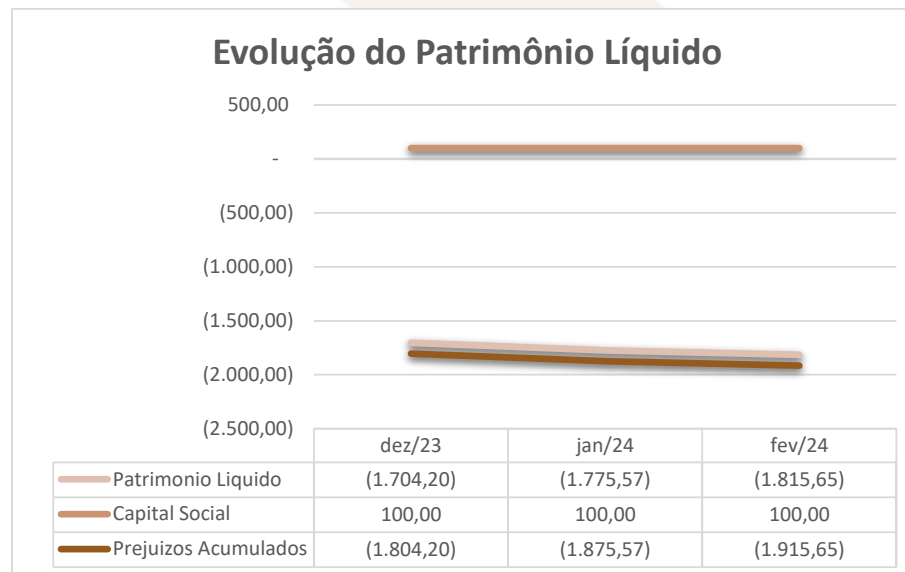 Evolução do Patrimônio Líquido
500,00
-
(500,00)
(1.000,00)
(1.500,00)
(2.000,00)
(2.500,00)
dez/23 jan/24 fev/24
Patrimonio Liquido (1.704,20) (1.775,57) (1.815,65)
Capital Social 100,00 100,00 100,00
Prejuizos Acumulados (1.804,20) (1.875,57) (1.915,65)